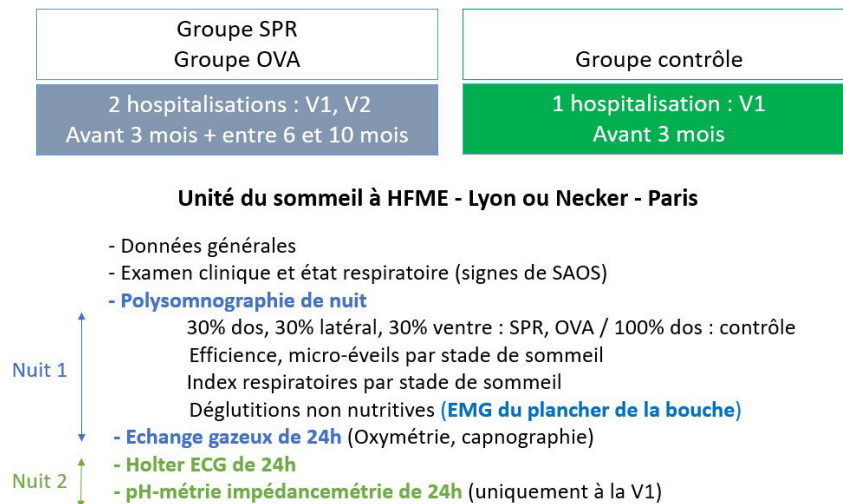 Groupe SPR
Groupe OVA
Groupe contrôle
2 hospitalisations : V1, V2
Avant 3 mois + entre 6 et 10 mois
1 hospitalisation : V1
Avant 3 mois
Unité du sommeil à HFME - Lyon ou Necker - Paris
- Données générales
- Examen clinique et état respiratoire (signes de SAOS)
- Polysomnographie de nuit
30% dos, 30% latéral, 30% ventre : SPR, OVA / 100% dos : contrôle
Efficience, micro-éveils par stade de sommeil
Nuit 1
Index respiratoires par stade de sommeil
Déglutitions non nutritives (EMG du plancher de la bouche)
- Echange gazeux de 24h (Oxymétrie, capnographie)
- Holter ECG de 24h
Nuit 2
- pH-métrie impédancemétrie de 24h (uniquement à la V1)